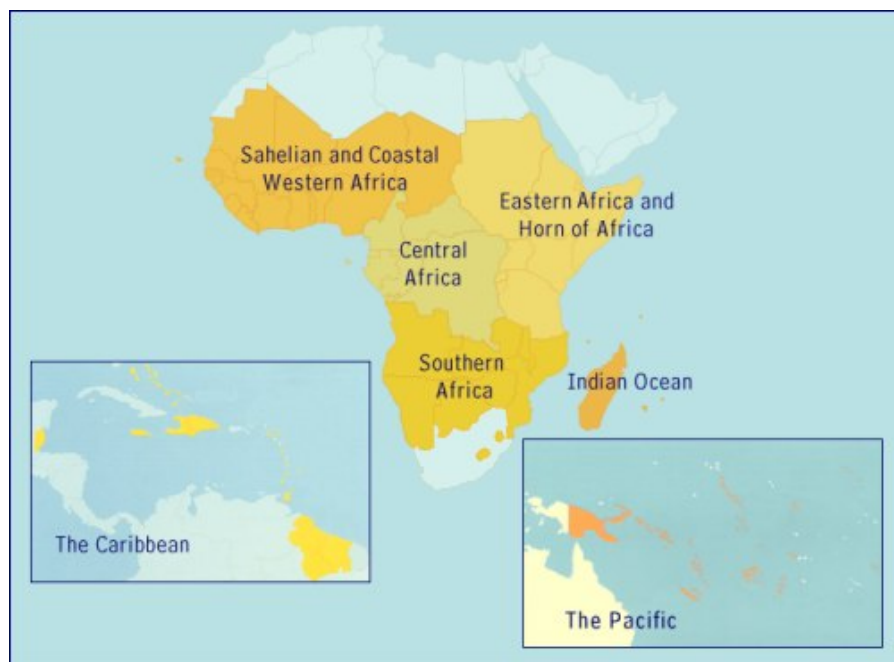 Sahelian and Coastal
Western Africa
Eastern Africa and
Horn of Africa
Central
Africa
Southern
Africa
Indian Ocean
The Caribbean
The Pacific